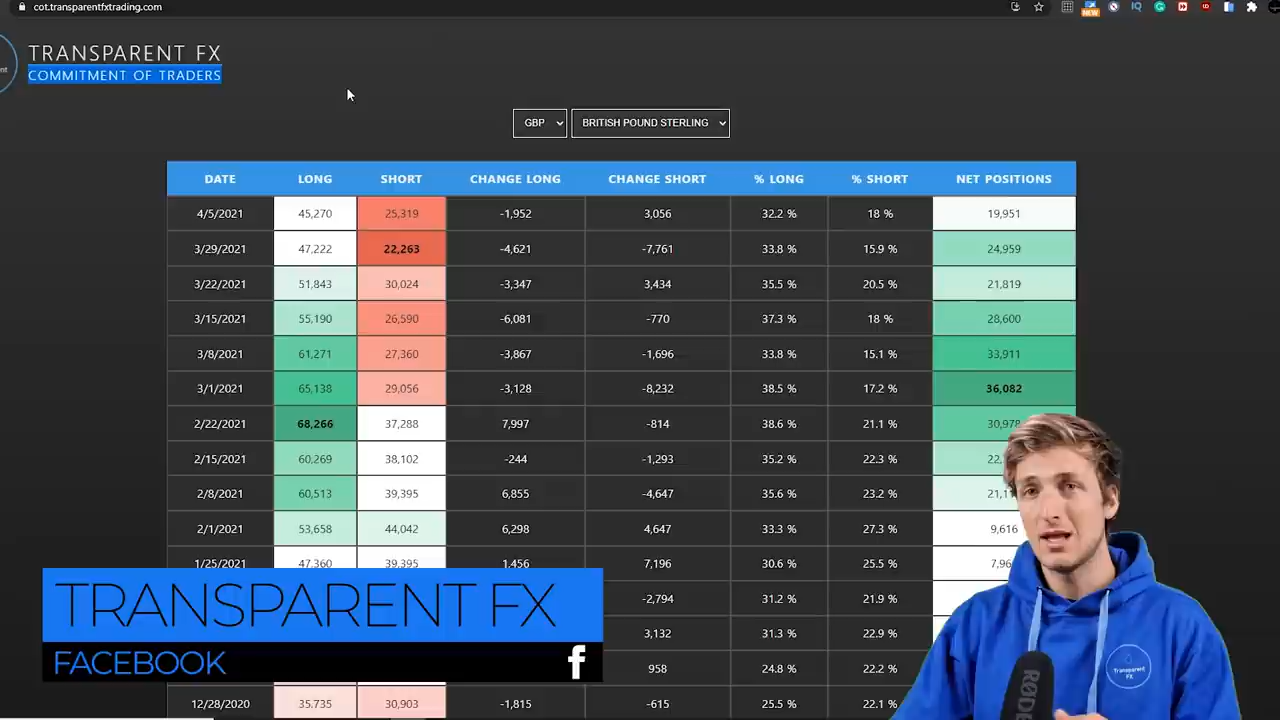 cot.transparentfxtrading.com
NEW
TRANSPARENT FX
COMMITMENT OF TRADERS
GBP
BRITISH POUND STERLING
DATE LONG SHORT CHANGE LONG CHANGE SHORT % LONG % SHORT NET POSITIONS
4/5/2021 45,270 25,319 -1,952 3,056 32.2 % 18 % 19,951
3/29/2021 47,222 22,263 -4,621 -7,761 33.8 % 15.9 % 24,959
3/22/2021 51,843 30,024 -3,347 3,434 35.5 % 20.5 % 21,819
3/15/2021 55,190 26,590 -6,081 -770 37.3 % 18 % 28,600
3/8/2021 61,271 27,360 -3,867 -1,696 33.8 % 15.1 % 33,911
3/1/2021 65,138 29,056 -3,128 -8,232 38.5 % 17.2 % 36,082
2/22/2021 68,266 37,288 7,997 -814 38.6 % 21.1 % 30,978
2/15/2021 60,269 38,102 -244 -1,293 35.2 % 22.3 %
2/8/2021 60,513 39,395 6,855 -4,647 35.6 % 23.2 %
2/1/2021 53,658 44,042 6,298 4,647 33.3 % 27.3 % 9,616
1/25/2021 47,360 39,395 1,456 7,196 30.6 % 25.5 %
-2,794 31.2 % 21.9 %
3,132 31.3 % 22.9 %
958 24.8 % 22.2 %
12/28/2020 35,735 30,903 -1,815 -615 25.5 % 22.1 %
TRANSPARENT FX
FACEBOOK
Transparent
FX
RØDE